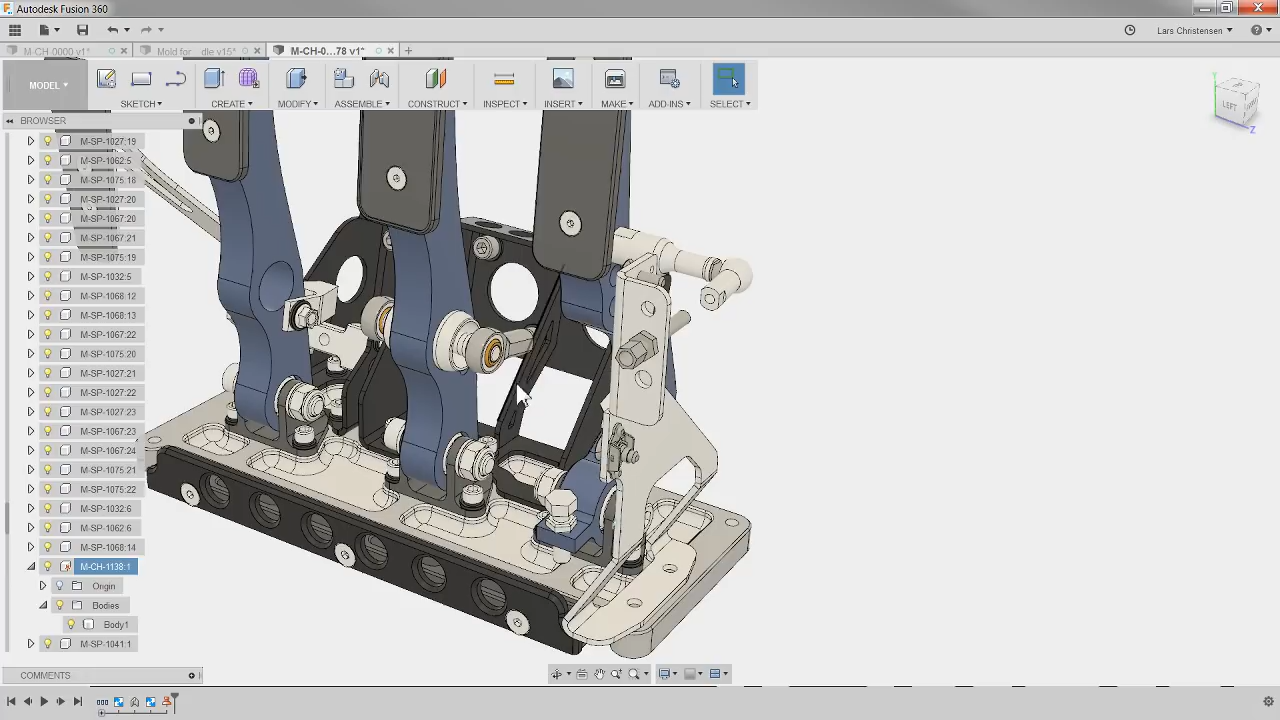 Autodesk Fusion 360
Lars Christensen
M-CH-0000 v1*
Mold for ...dle v15*
M-CH-0...78 v1*
MODEL
SKETCH
CREATE
MODIFY
ASSEMBLE
CONSTRUCT
INSPECT
INSERT
MAKE
ADD-INS
SELECT
BROWSER
LEFT
Y
Z
M-SP-1027:19
M-SP-1062:5
M-SP-1075:18
M-SP-1027:20
M-SP-1067:20
M-SP-1067:21
M-SP-1075:19
M-SP-1032:5
M-SP-1068:12
M-SP-1068:13
M-SP-1067:22
M-SP-1075:20
M-SP-1027:21
M-SP-1027:22
M-SP-1027:23
M-SP-1067:23
M-SP-1067:24
M-SP-1075:21
M-SP-1075:22
M-SP-1032:6
M-SP-1062:6
M-SP-1068:14
M-CH-1138:1
Origin
Bodies
Body1
M-SP-1041:1
COMMENTS